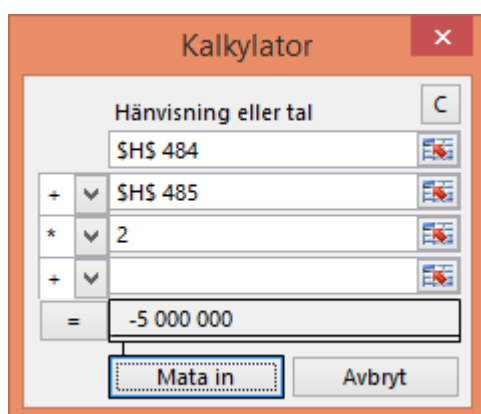 Kalkylator ×
Hänvisning eller tal C
$H$ 484
+ $H$ 485
* 2
+
= -5 000 000
Mata in Avbryt